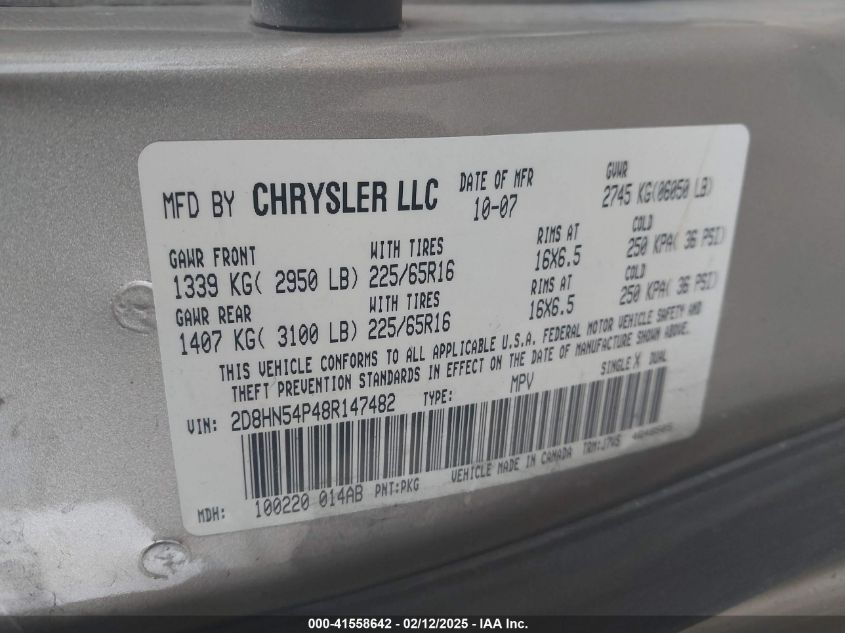 MFD BY CHRYSLER LLC DATE OF MFR 10-07 GVWR 2745 KG(06050 LB)
GAWR FRONT WITH TIRES RIMS AT COLD
1339 KG( 2950 LB) 225/65R16 16X6.5 250 KPA( 36 PSI)
GAWR REAR WITH TIRES RIMS AT COLD
1407 KG( 3100 LB) 225/65R16 16X6.5 250 KPA( 36 PSI)
THIS VEHICLE CONFORMS TO ALL APPLICABLE U.S.A. FEDERAL MOTOR VEHICLE SAFETY AND
THEFT PREVENTION STANDARDS IN EFFECT ON THE DATE OF MANUFACTURE SHOWN ABOVE.
VIN: 2D8HN54P48R147482 TYPE: MPV SINGLE X DUAL
MDH: 100220 014AB PNT:PKG VEHICLE MADE IN CANADA TRM:J7W5
000-41558642 - 02/12/2025 - IAA Inc.